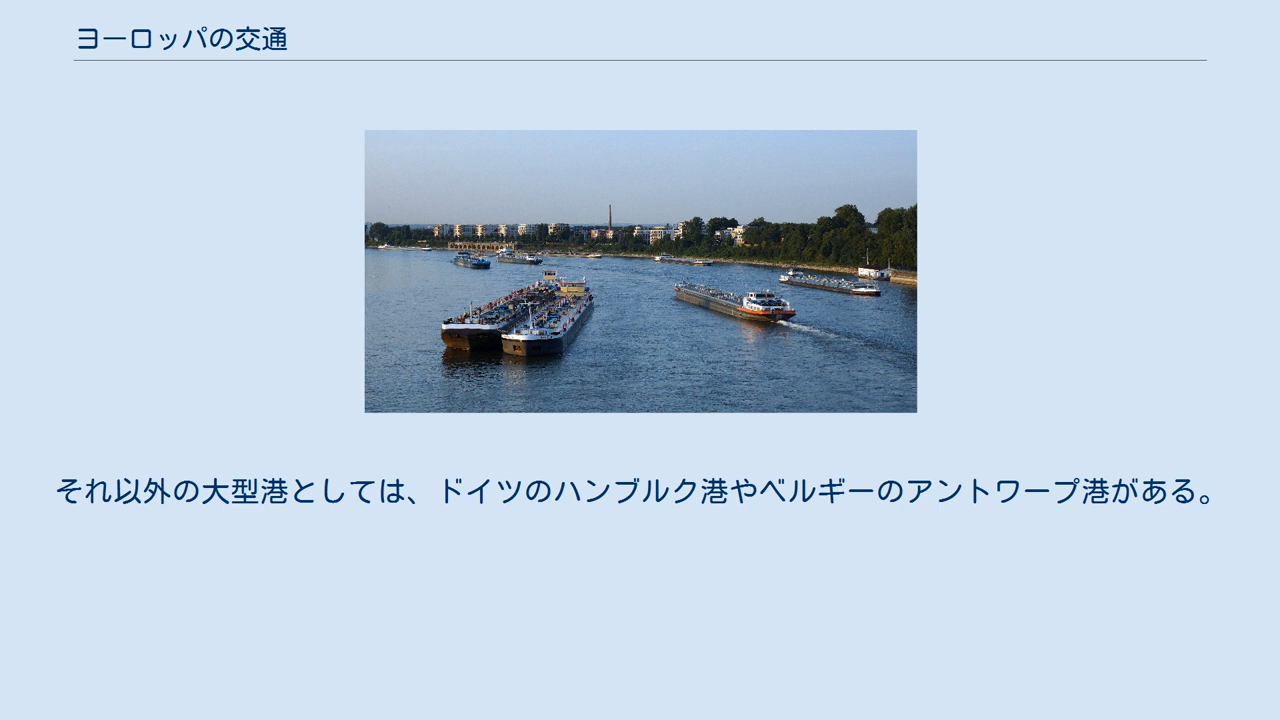 ヨーロッパの交通
それ以外の大型港としては、ドイツのハンブルク港やベルギーのアントワープ港がある。